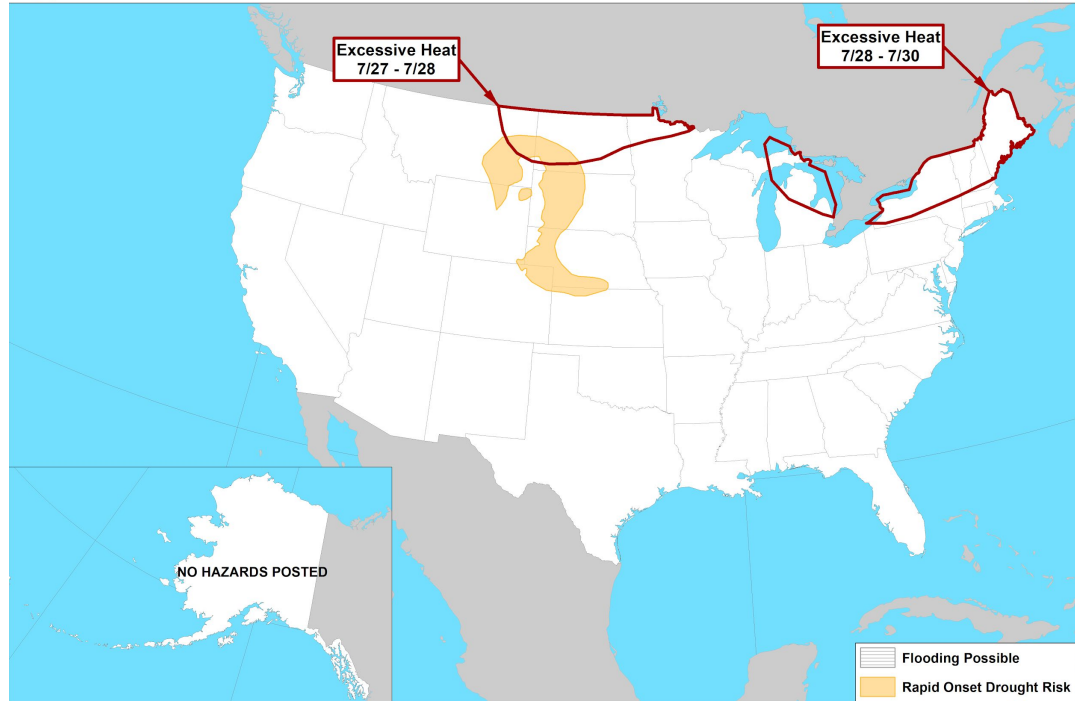 Excessive Heat
7/27 - 7/28
Excessive Heat
7/28 - 7/30
NO HAZARDS POSTED
Flooding Possible
Rapid Onset Drought Risk